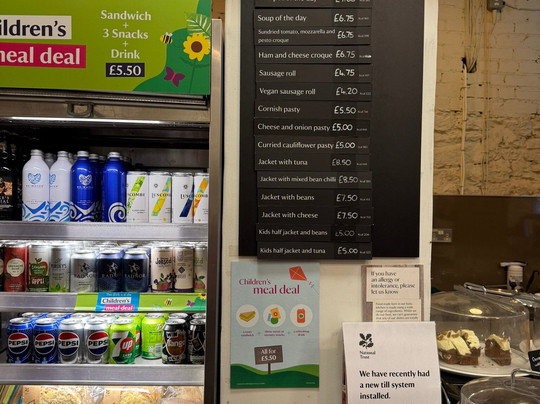 ildren's
meal deal
Sandwich
+
3 Snacks
+
Drink
£5.50
Soup of the day £6.75
Sundried tomato, mozzarella and
pesto croque £6.75
Ham and cheese croque £6.75
Sausage roll £4.75
Vegan sausage roll £4.20
Cornish pasty £5.50
Cheese and onion pasty £5.00
Curried cauliflower pasty £5.00
Jacket with tuna £8.50
Jacket with mixed bean chilli £8.50
Jacket with beans £7.50
Jacket with cheese £7.50
Kids half jacket and beans £5.00
Kids half jacket and tuna £5.00
Children's
PEPSI
PEPSI
PEPSI
7up
Children's
meal deal
All for
£5.50
If you have
an allergy or
intolerance, please
let us know
National
Trust
We have recently had
a new till system
installed.